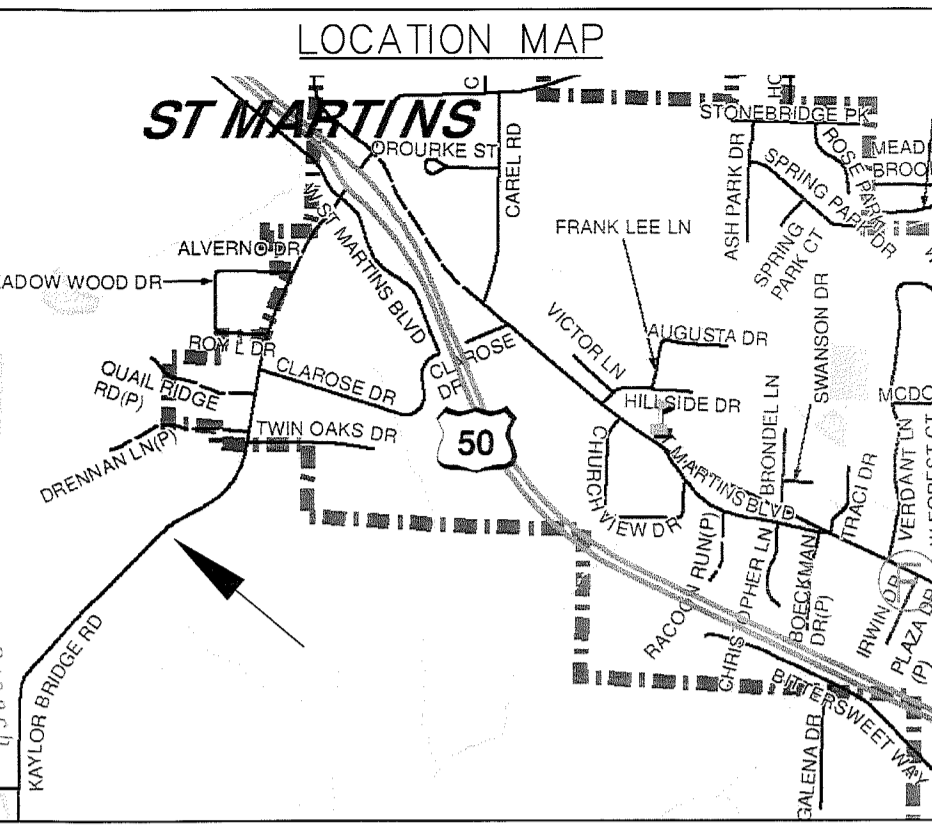 LOCATION MAP
ST MARTINS
OROURKE ST
CAREL RD
STONEBRIDGE PK
ASH PARK DR
ROSE PARK
SPRING PARK DR
SPRING
PARK CT
MEAD
BROO
FRANK LEE LN
ALVERNO DR
ADOW WOOD DR
W ST MARTINS BLVD
ROY L DR
CLAROSE DR
CLAROSE
DR
QUAIL RIDGE
RD(P)
TWIN OAKS DR
DRENNAN LN(P)
50
VICTOR LN
AUGUSTA DR
HILLSIDE DR
SWANSON DR
BRONDEL LN
MCDO
VERDANT LN
CHURCH VIEW DR
MARTINS BLVD
TRACI DR
RACOON RUN(P)
CHRISTOPHER LN
BOECKMAN
DR(P)
IRWIN DR
PLAZA DR
(P)
BITTERSWEET WAY
GALENA DR
KAYLOR BRIDGE RD